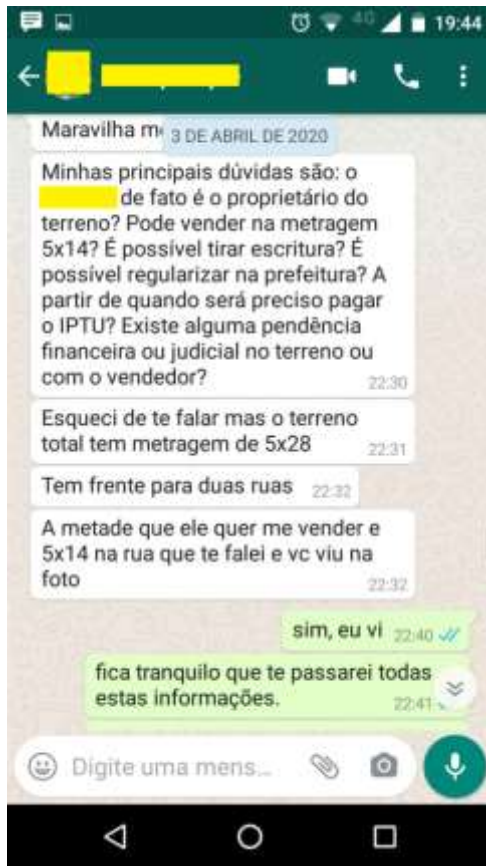 4G 19:44
Maravilha m
3 DE ABRIL DE 2020
Minhas principais dúvidas são: o
de fato é o proprietário do
terreno? Pode vender na metragem
5x14? É possível tirar escritura? É
possível regularizar na prefeitura? A
partir de quando será preciso pagar
o IPTU? Existe alguma pendência
financeira ou judicial no terreno ou
com o vendedor? 22:30
Esqueci de te falar mas o terreno
total tem metragem de 5x28 22:31
Tem frente para duas ruas 22:32
A metade que ele quer me vender e
5x14 na rua que te falei e vc viu na
foto 22:32
sim, eu vi 22:40
fica tranquilo que te passarei todas
estas informações. 22:41
Digite uma mens...